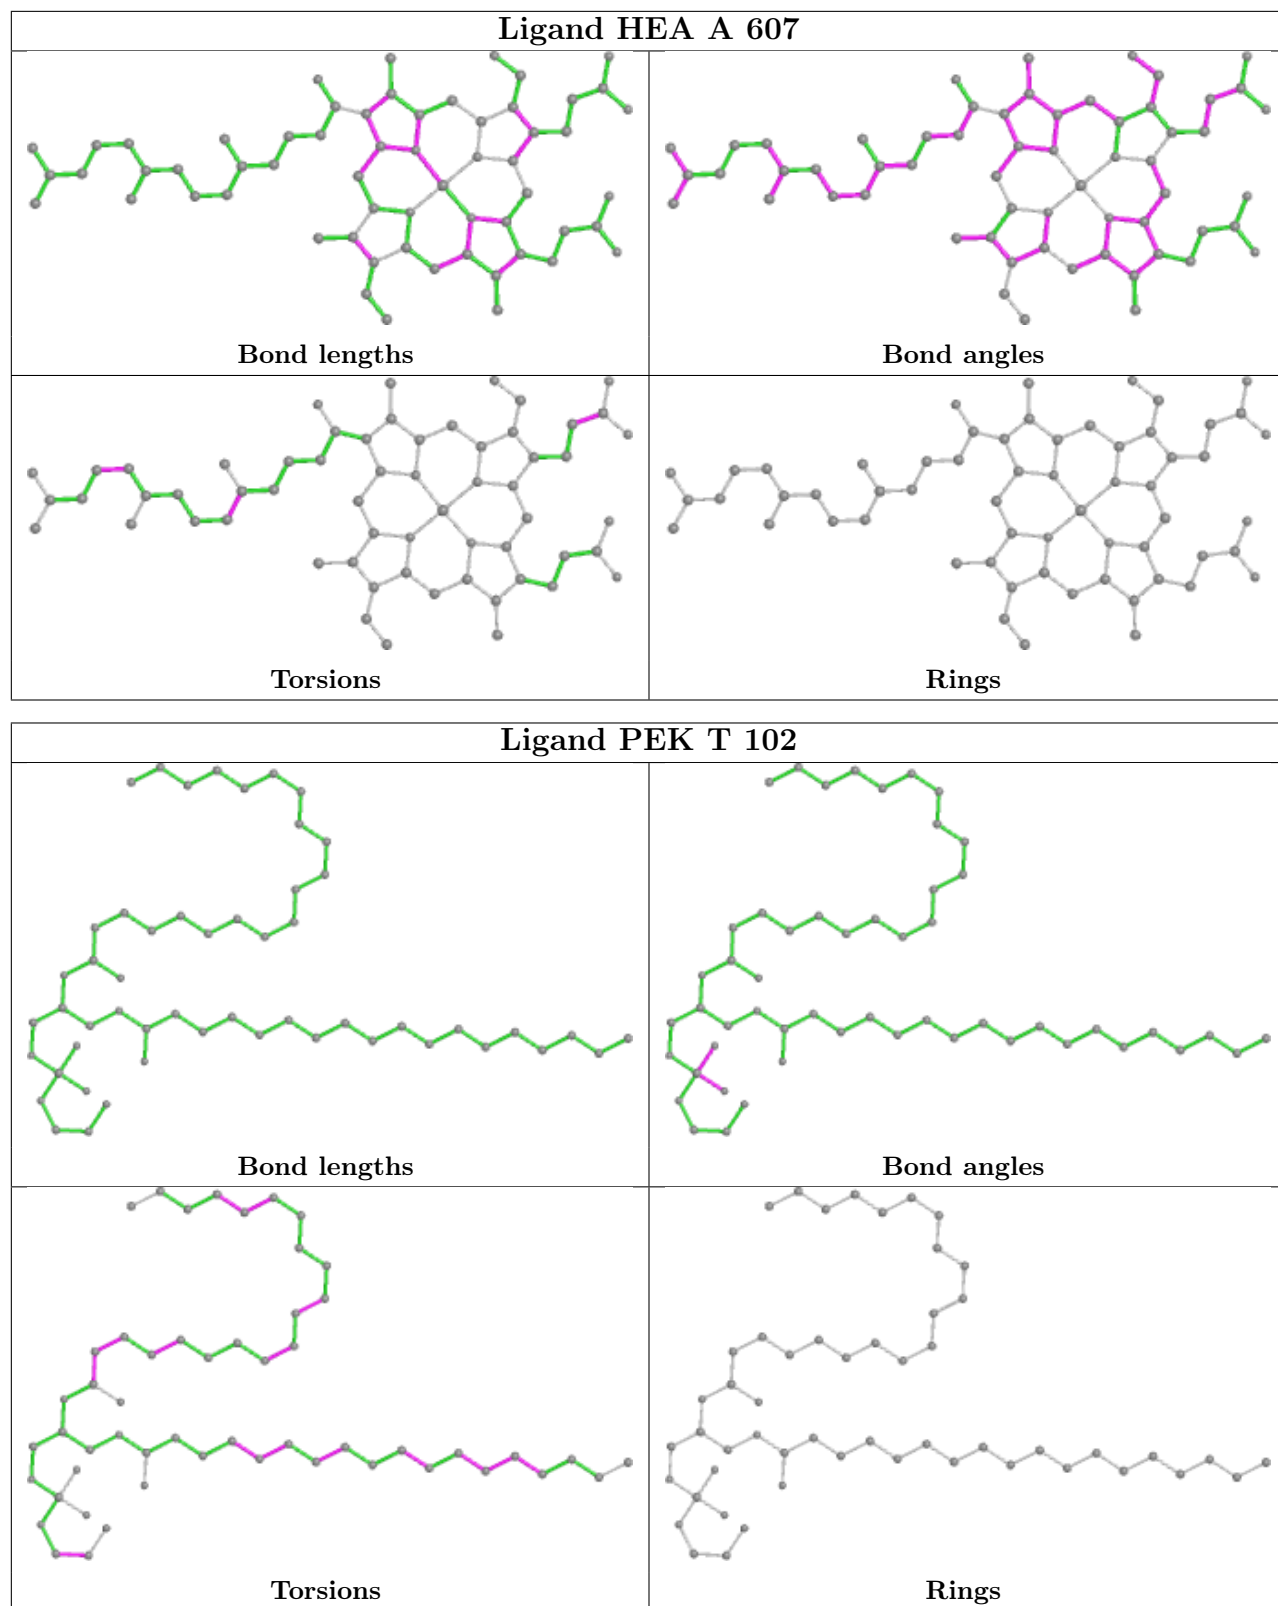 Ligand HEA A 607
Bond lengths
Bond angles
Torsions
Rings
Ligand PEK T 102
Bond lengths
Bond angles
Torsions
Rings